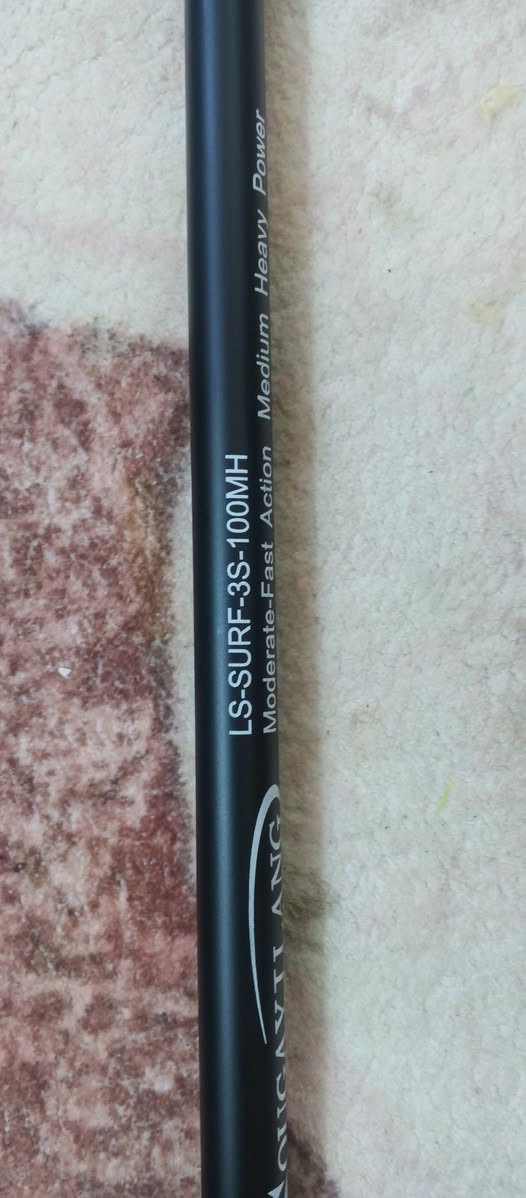 LS-SURF-3S-100MH
Moderate-Fast Action Medium Heavy Power